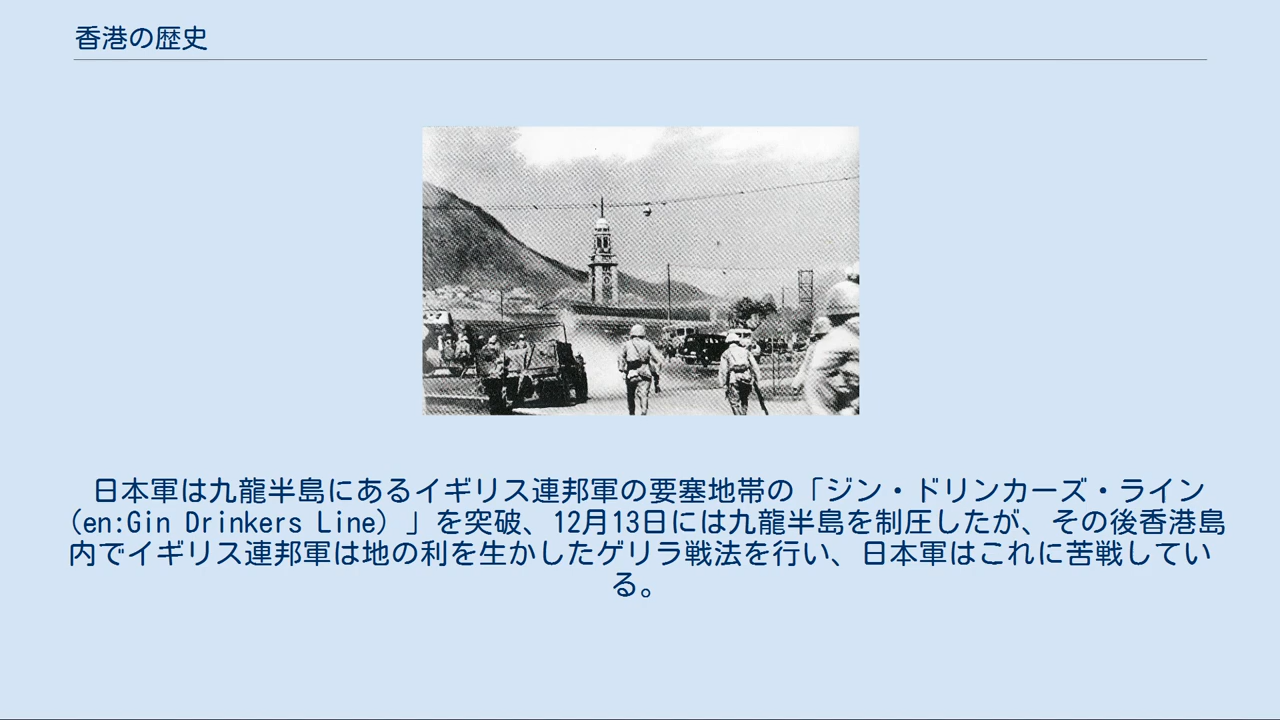 香港の歴史
日本軍は九龍半島にあるイギリス連邦軍の要塞地帯の「ジン・ドリンカーズ・ライン
(en:Gin Drinkers Line）」を突破、12月13日には九龍半島を制圧したが、その後香港島
内でイギリス連邦軍は地の利を生かしたゲリラ戦法を行い、日本軍はこれに苦戦してい
る。